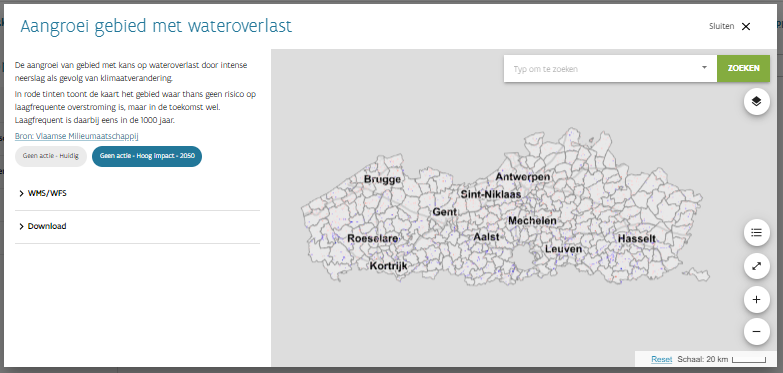 Aangroei gebied met wateroverlast
Sluiten
De aangroei van gebied met kans op wateroverlast door intense
neerslag als gevolg van klimaatverandering.
In rode tinten toont de kaart het gebied waar thans geen risico op
laagfrequente overstroming is, maar in de toekomst wel.
Laagfrequent is daarbij eens in de 1000 jaar.
Bron: Vlaamse Milieumaatschappij
Geen actie - Huidig
Geen actie - Hoog impact - 2050
WMS/WFS
Download
Typ om te zoeken
ZOEKEN
Brugge
Antwerpen
Sint-Niklaas
Gent
Mechelen
Roeselare
Aalst
Hasselt
Leuven
Kortrijk
Reset Schaal: 20 km